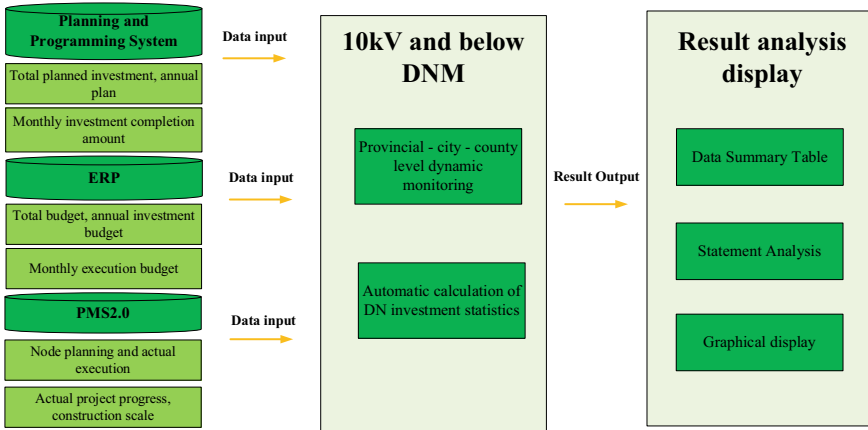 Planning and
Programming System
Total planned investment, annual
plan
Monthly investment completion
amount
ERP
Total budget, annual investment
budget
Monthly execution budget
PMS2.0
Node planning and actual
execution
Actual project progress,
construction scale
Data input
Data input
Data input
10kV and below
DNM
Provincial - city - county
level dynamic
monitoring
Automatic calculation of
DN investment statistics
Result Output
Result analysis
display
Data Summary Table
Statement Analysis
Graphical display